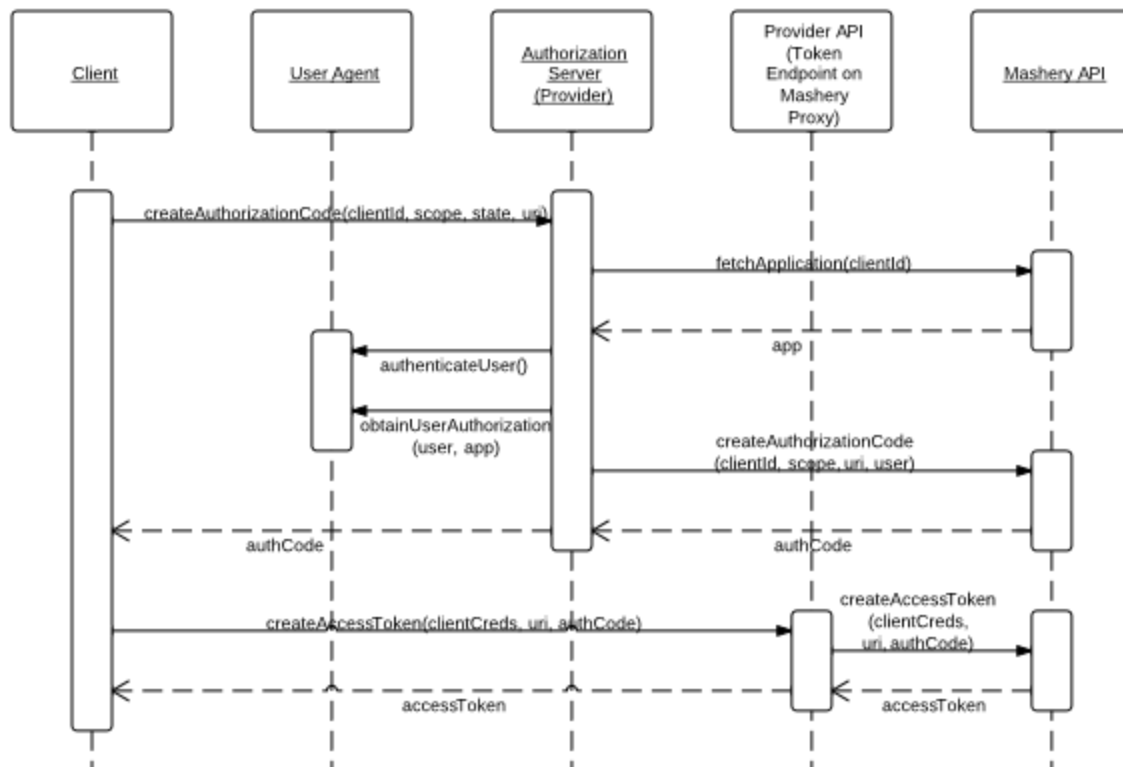 Client
User Agent
Authorization
Server
(Provider)
Provider API
(Token
Endpoint on
Mashery
Proxy)
Mashery API
createAuthorizationCode(clientId, scope, state, uri)
fetchApplication(clientId)
app
authenticateUser()
obtainUserAuthorization
(user, app)
createAuthorizationCode
(clientId, scope, uri, user)
authCode
authCode
createAccessToken(clientCreds, uri, authCode)
createAccessToken
(clientCreds,
uri, authCode)
accessToken
accessToken